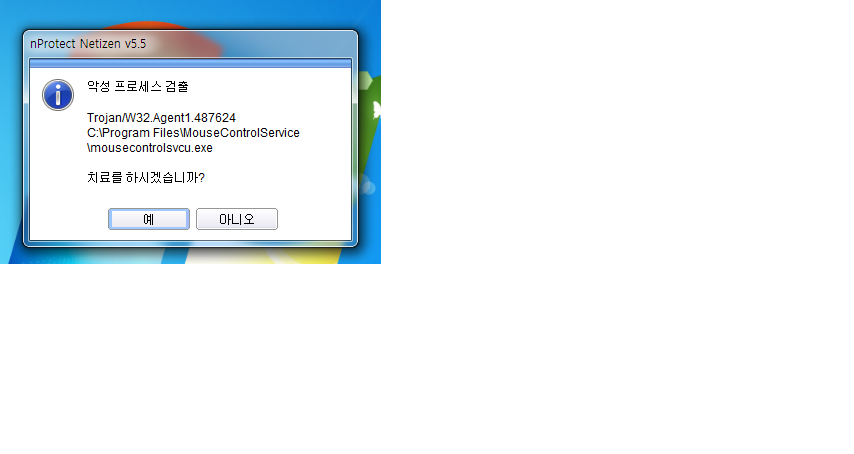 nProtect Netizen v5.5
악성 프로세스 검출
Trojan/W32.Agent1.487624
C:\Program Files\MouseControlService
\mousecontrolsvcu.exe
치료를 하시겠습니까?
예
아니오